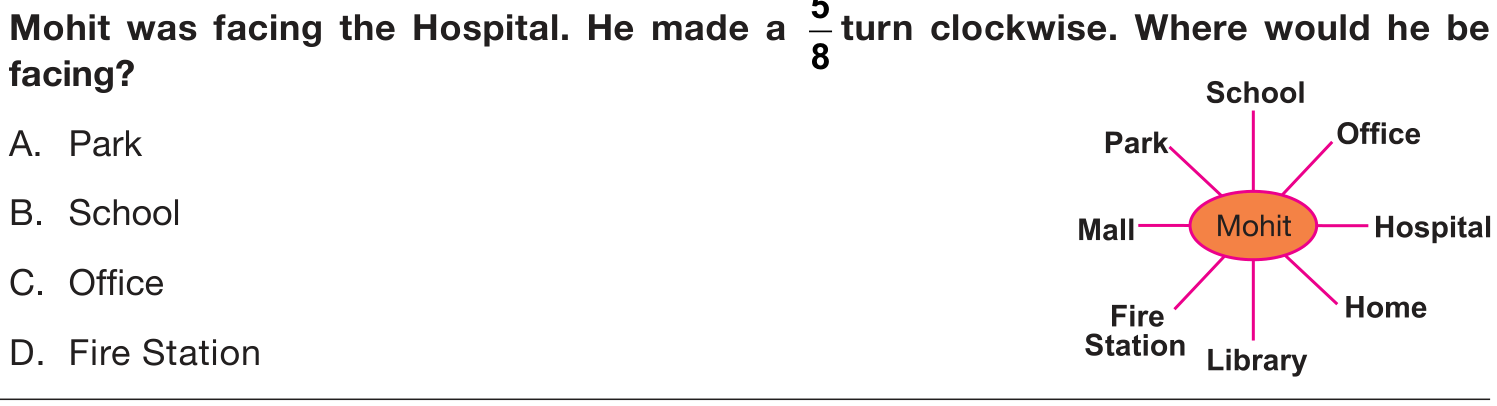 Mohit was facing the Hospital. He made a 5/8 turn clockwise. Where would he be
facing?
A. Park
B. School
C. Office
D. Fire Station
School
Park
Office
Mall
Mohit
Hospital
Fire
Station
Home
Library